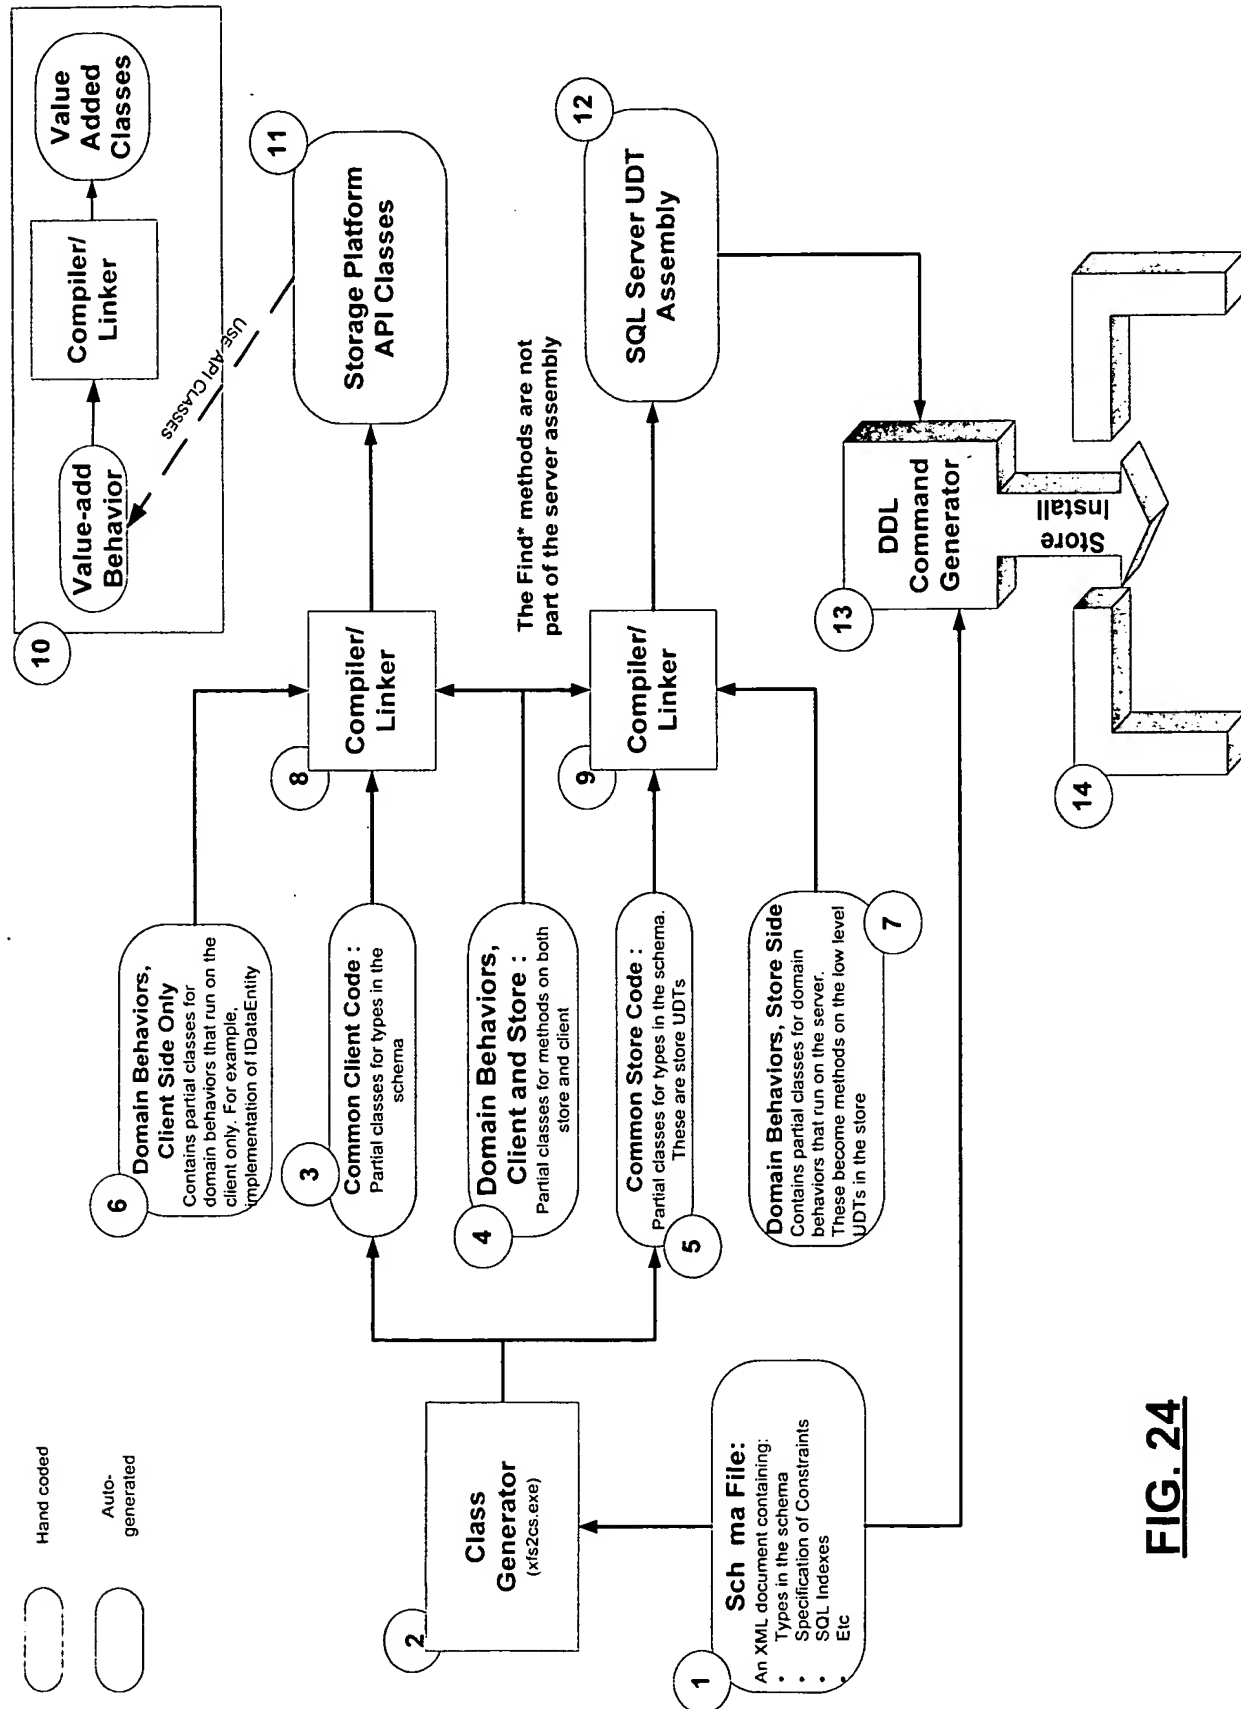 Hand coded
Auto-
generated
1
Sch ma File:
An XML document containing:
• Types in the schema
• Specification of Constraints
• SQL Indexes
• Etc
2
Class
Generator
(xfs2cs.exe)
6
Domain Behaviors,
Client Side Only
Contains partial classes for
domain behaviors that run on the
client only. For example,
implementation of IDataEntity
3
Common Client Code :
Partial classes for types in the
schema
4
Domain Behaviors,
Client and Store :
Partial classes for methods on both
store and client
5
Common Store Code :
Partial classes for types in the schema.
These are store UDTs
7
Domain Behaviors, Store Side
Contains partial classes for domain
behaviors that run on the server.
These become methods on the low level
UDTs in the store
8
Compiler/
Linker
9
Compiler/
Linker
The Find* methods are not
part of the server assembly
10
Value-add
Behavior
Compiler/
Linker
Value
Added
Classes
USE API CLASSES
11
Storage Platform
API Classes
12
SQL Server UDT
Assembly
13
DDL
Command
Generator
Store
Install
14
FIG. 24